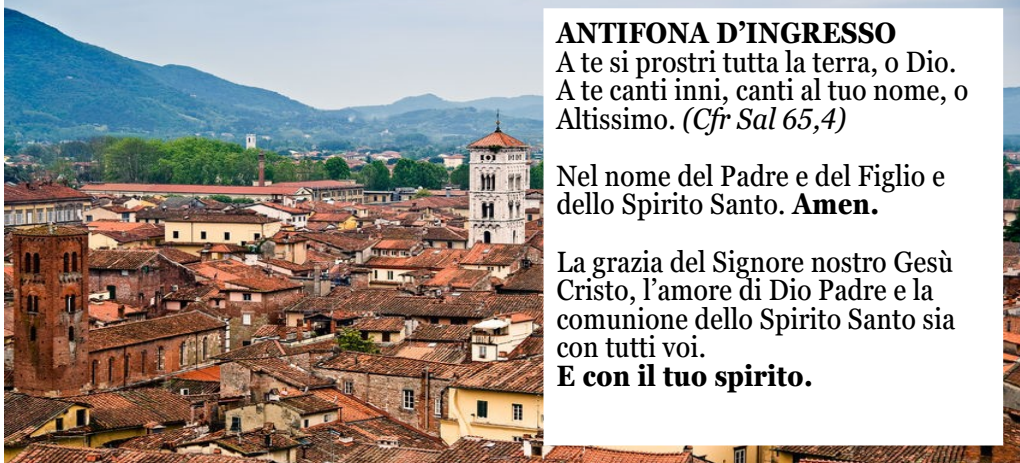 ANTIFONA D’INGRESSO
A te si prostri tutta la terra, o Dio.
A te canti inni, canti al tuo nome, o
Altissimo. (Cfr Sal 65,4)
Nel nome del Padre e del Figlio e
dello Spirito Santo. Amen.
La grazia del Signore nostro Gesù
Cristo, l’amore di Dio Padre e la
comunione dello Spirito Santo sia
con tutti voi.
E con il tuo spirito.